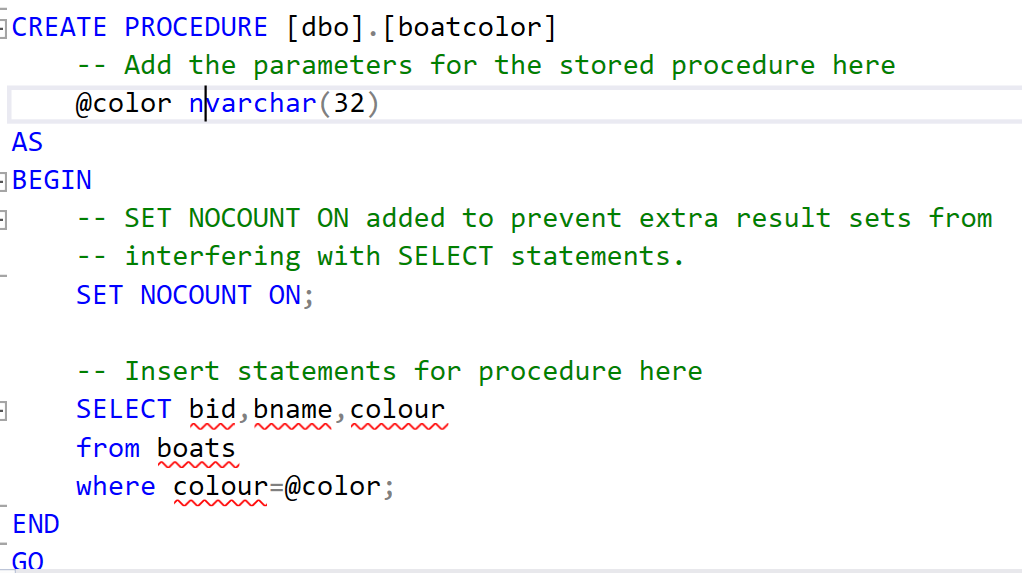 CREATE PROCEDURE [dbo].[boatcolor]
-- Add the parameters for the stored procedure here
@color nvarchar(32)
AS
BEGIN
-- SET NOCOUNT ON added to prevent extra result sets from
-- interfering with SELECT statements.
SET NOCOUNT ON;
-- Insert statements for procedure here
SELECT bid,bname,colour
from boats
where colour=@color;
END
GO